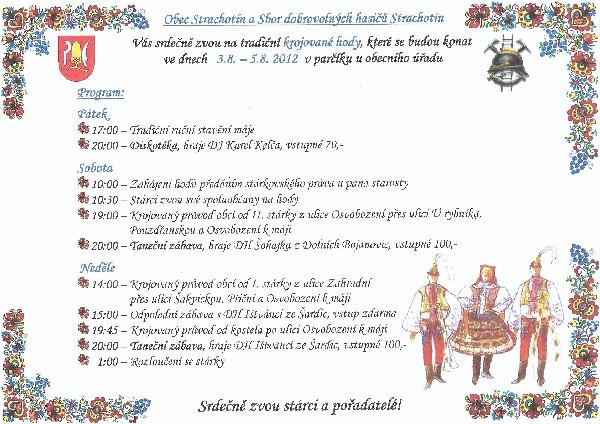 Obec Strachotín a Sbor dobrovolných hasičů Strachotín
Vás srdečně zvou na tradiční krojované hody, které se budou konat
ve dnech 3.8. – 5.8. 2012 v parčíku u obecního úřadu
Program:
Pátek
17:00 – Tradiční ruční stavění máje
20:00 – Diskotéka, hraje DJ Karel Kelča, vstupné 70,-
Sobota
10:00 – Zahájení hodů předáním stárkovského práva u pana starosty
10:30 – Stárci zvou své spoluobčany na hody
19:00 – Krojovaný průvod obcí od II. stárky z ulice Osvobození přes ulici U rybníka,
Pouzdřanskou a Osvobození k máji
20:00 – Taneční zábava, hraje DH Šohajka z Dolních Bojanovic, vstupné 100,-
Neděle
14:00 – Krojovaný průvod obcí od I. stárky z ulice Zahradní
přes ulici Šakvickou, Příční a Osvobození k máji
15:00 – Odpolední zábava s DH Ištvánci ze Šardic, vstup zdarma
19:45 – Krojovaný průvod od kostela po ulici Osvobození k máji
20:00 – Taneční zábava, hraje DH Ištvánci ze Šardic, vstupné 100,-
1:00 – Rozloučení se stárky
Srdečně zvou stárci a pořadatelé!